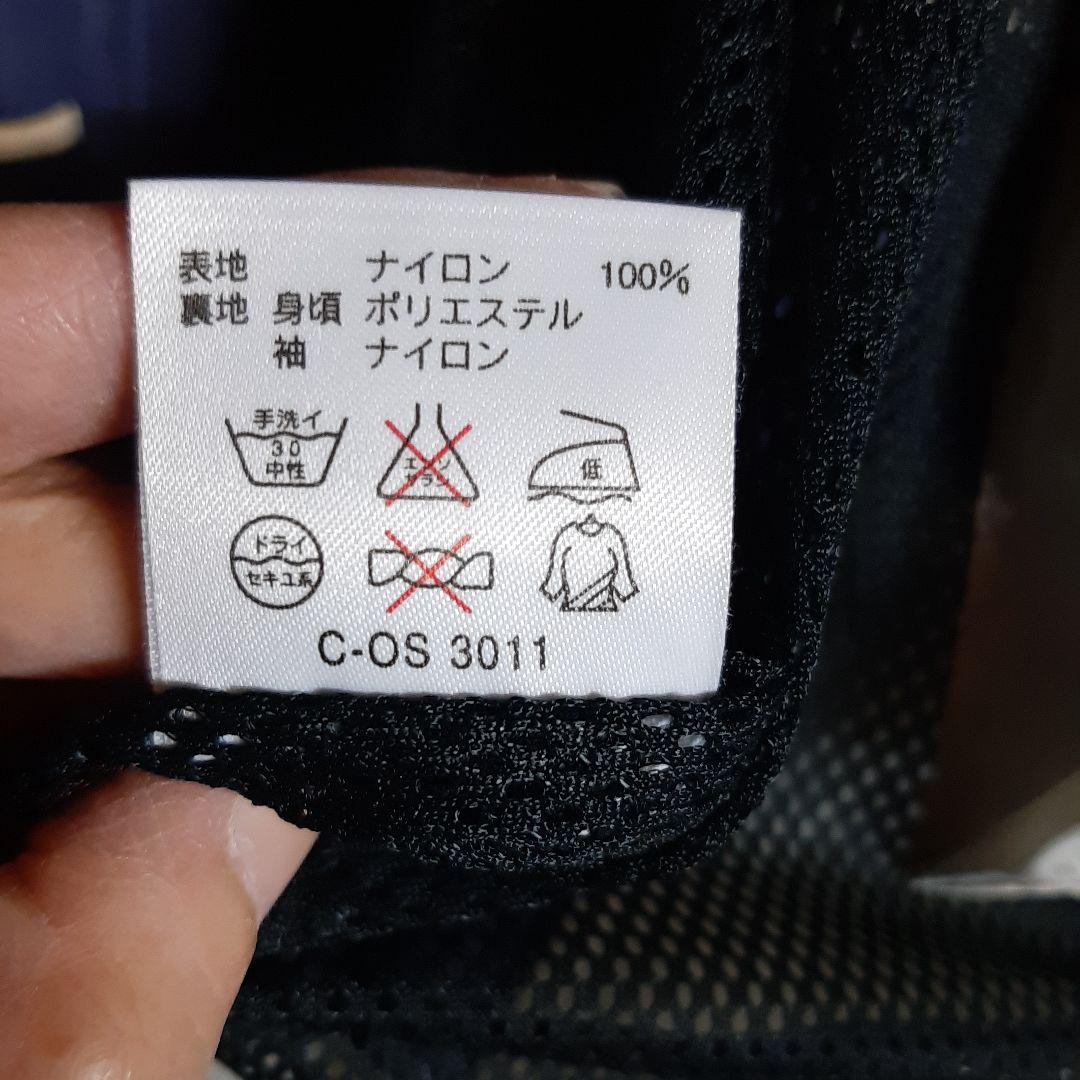 表地 ナイロン 100%
裏地 身頃 ポリエステル
袖 ナイロン
手洗イ
30
中性
エンソ
サラシ
低
ドライ
セキユ系
C-OS 3011